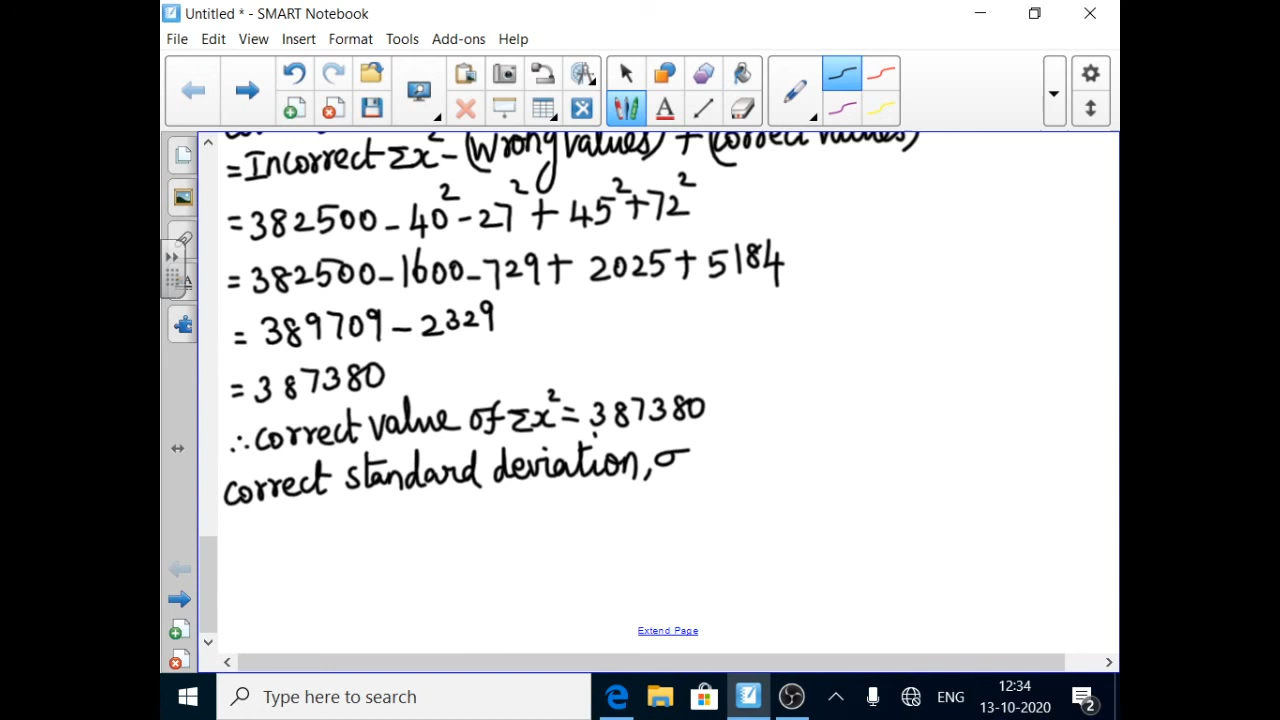 Untitled * - SMART Notebook
File Edit View Insert Format Tools Add-ons Help
= Incorrect Σx² - (Wrong values) + (correct values)
= 382500 - 40² - 27² + 45² + 72²
= 382500 - 1600 - 729 + 2025 + 5184
= 389709 - 2329
= 387380
∴ correct value of Σx² = 387380
correct standard deviation, σ
Extend Page
Type here to search
ENG
12:34
13-10-2020
2